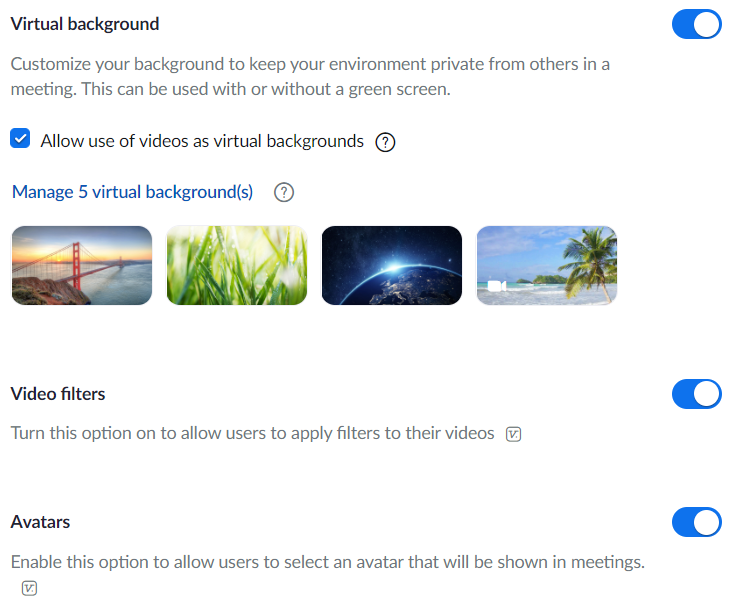 Virtual background
Customize your background to keep your environment private from others in a
meeting. This can be used with or without a green screen.
Allow use of videos as virtual backgrounds ?
Manage 5 virtual background(s) ?
Video filters
Turn this option on to allow users to apply filters to their videos V:
Avatars
Enable this option to allow users to select an avatar that will be shown in meetings.
V: